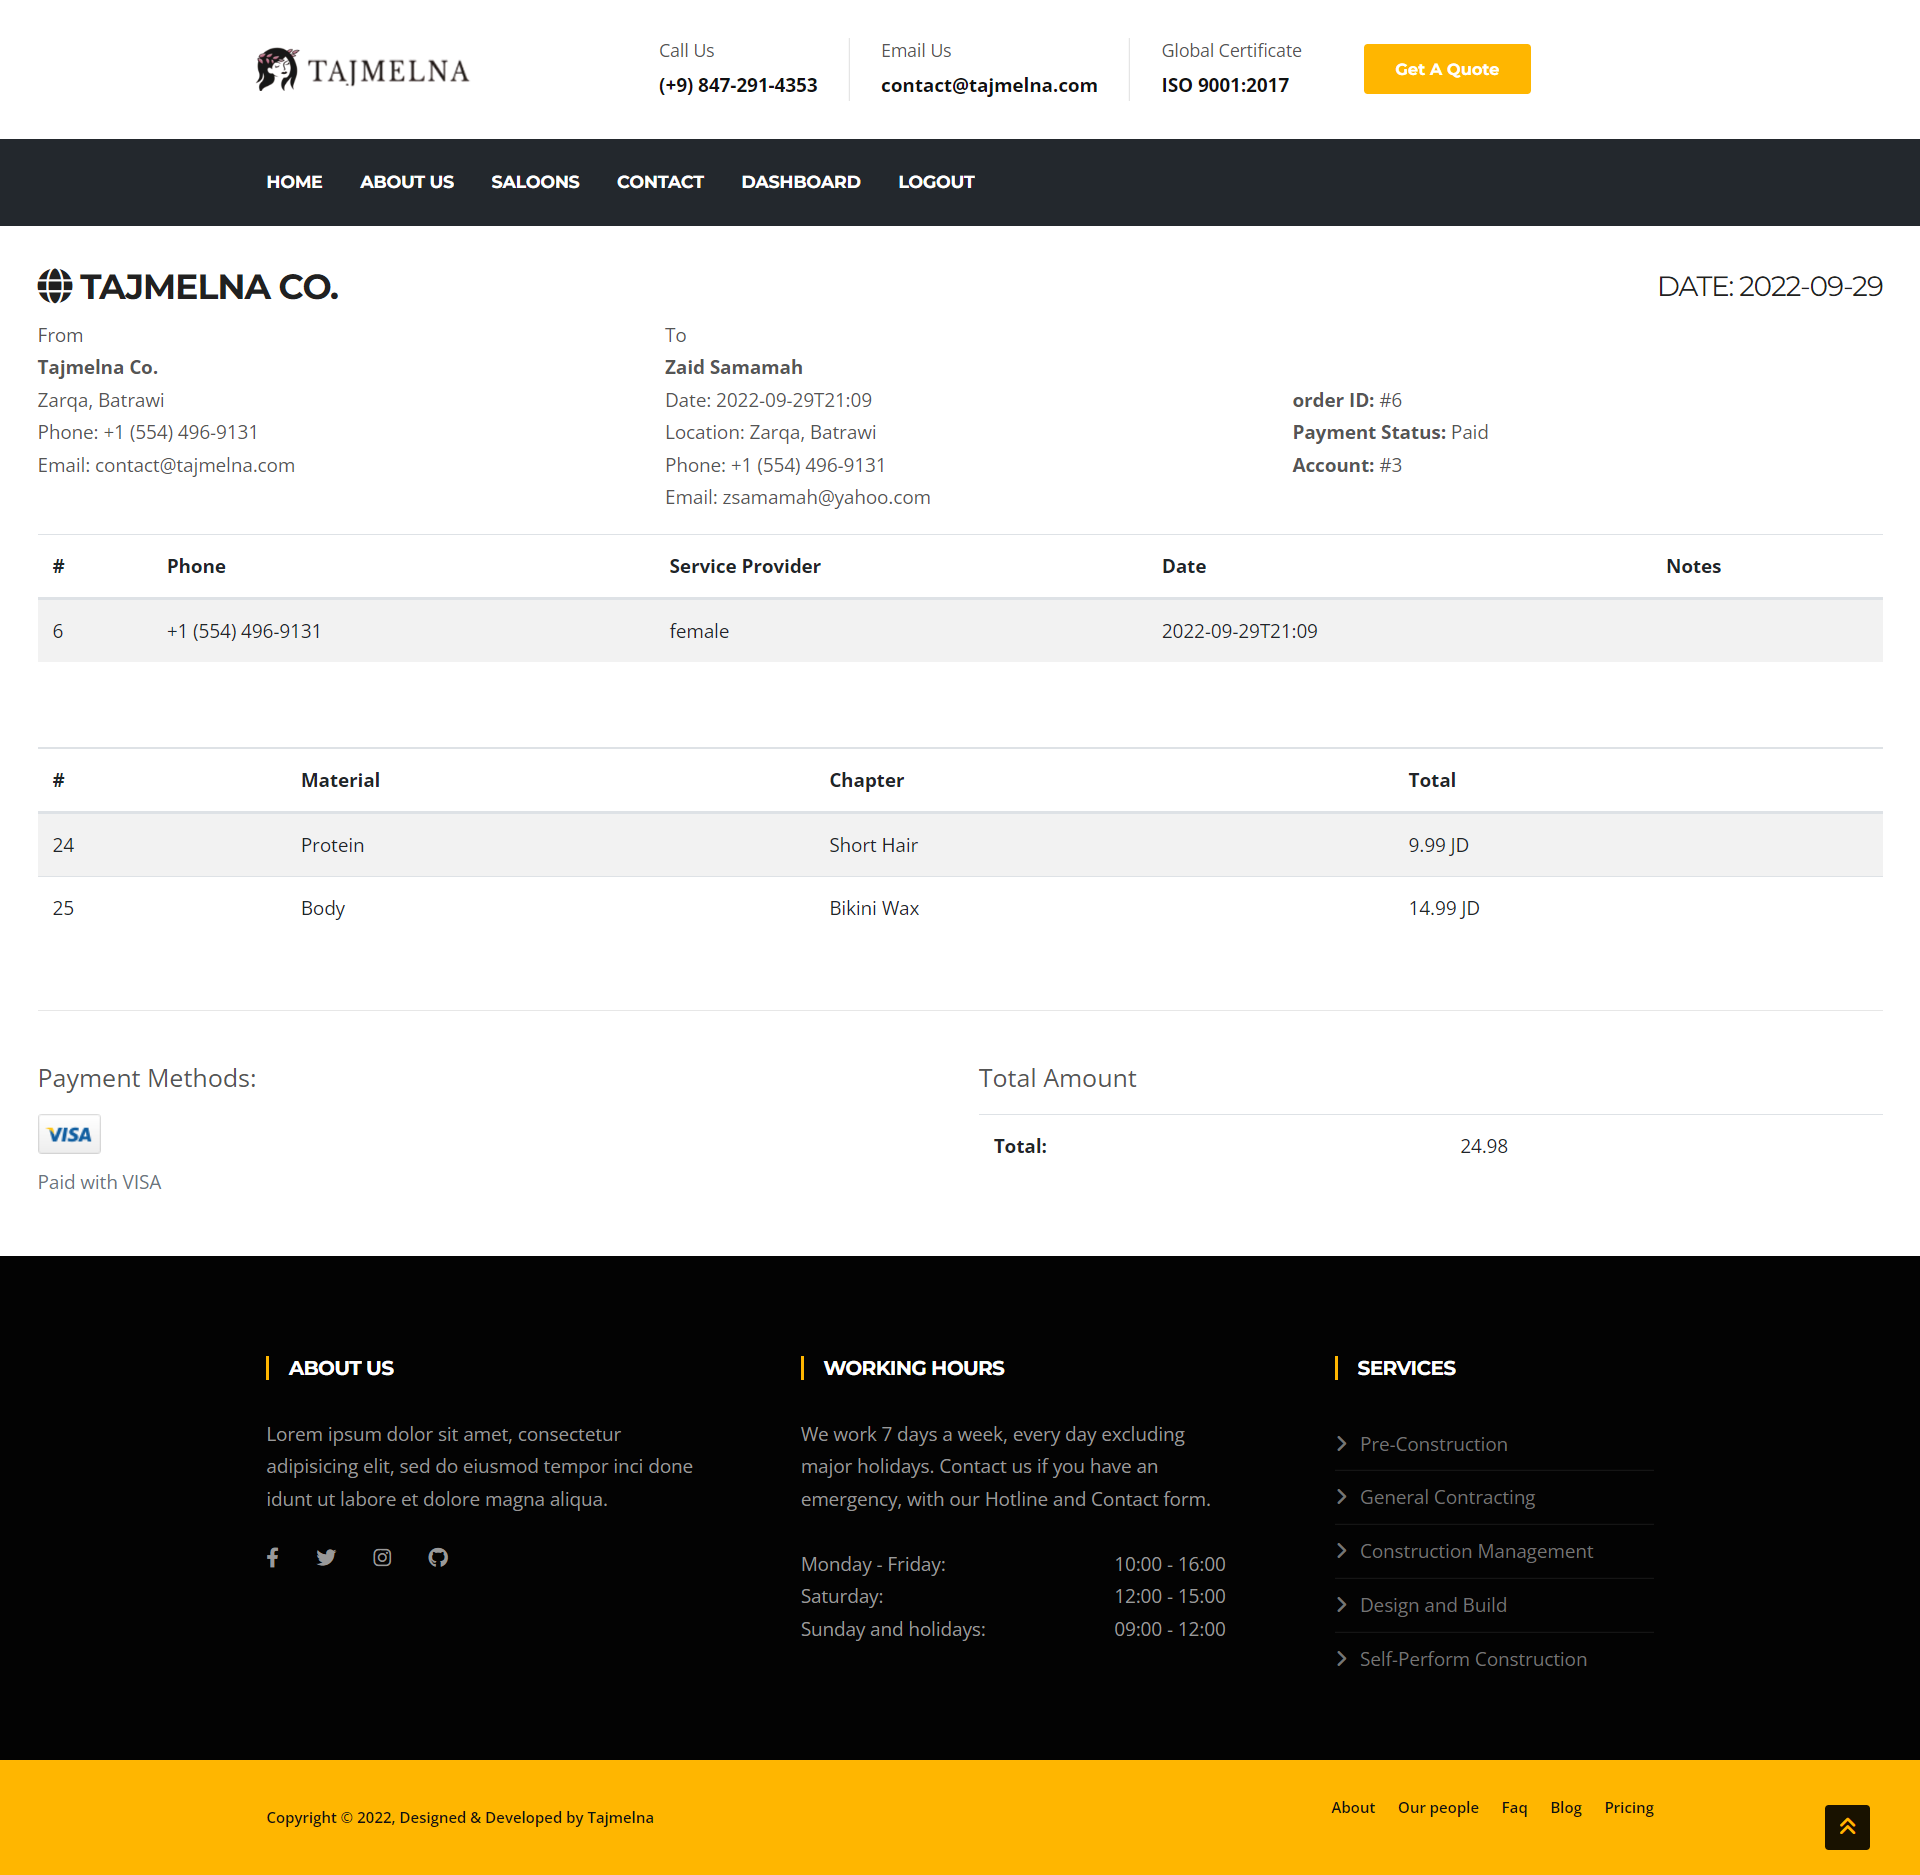 TAJMELNA
Call Us
(+9) 847-291-4353
Email Us
contact@tajmelna.com
Global Certificate
ISO 9001:2017
Get A Quote
HOME ABOUT US SALOONS CONTACT DASHBOARD LOGOUT
TAJMELNA CO.
DATE: 2022-09-29
From
Tajmelna Co.
Zarqa, Batrawi
Phone: +1 (554) 496-9131
Email: contact@tajmelna.com
To
Zaid Samamah
Date: 2022-09-29T21:09
Location: Zarqa, Batrawi
Phone: +1 (554) 496-9131
Email: zsamamah@yahoo.com
order ID: #6
Payment Status: Paid
Account: #3
# Phone Service Provider Date Notes
6 +1 (554) 496-9131 female 2022-09-29T21:09
# Material Chapter Total
24 Protein Short Hair 9.99 JD
25 Body Bikini Wax 14.99 JD
Payment Methods:
VISA
Paid with VISA
Total Amount
Total: 24.98
ABOUT US
Lorem ipsum dolor sit amet, consectetur
adipisicing elit, sed do eiusmod tempor inci done
idunt ut labore et dolore magna aliqua.
WORKING HOURS
We work 7 days a week, every day excluding
major holidays. Contact us if you have an
emergency, with our Hotline and Contact form.
Monday - Friday: 10:00 - 16:00
Saturday: 12:00 - 15:00
Sunday and holidays: 09:00 - 12:00
SERVICES
Pre-Construction
General Contracting
Construction Management
Design and Build
Self-Perform Construction
Copyright © 2022, Designed & Developed by Tajmelna
About Our people Faq Blog Pricing